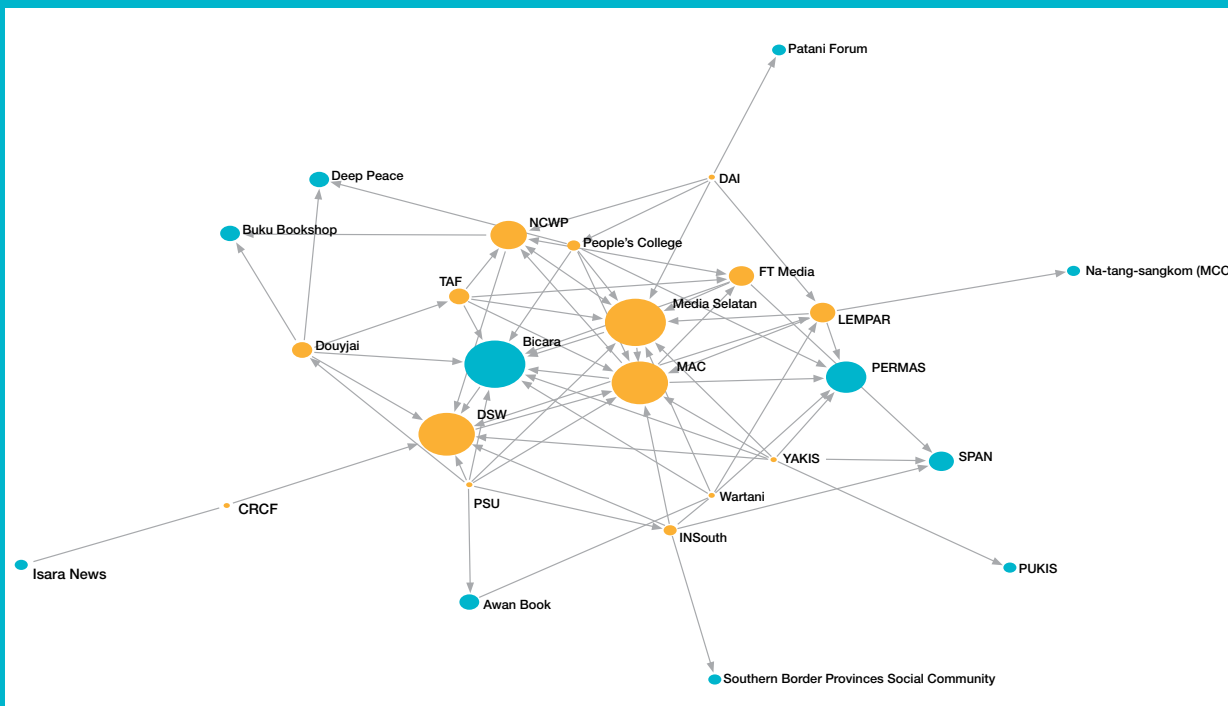 Patani Forum
Deep Peace
DAI
Buku Bookshop
NCWP
People's College
FT Media
Na-tang-sangkom (MCC
TAF
Media Selatan
LEMPAR
Douyjai
Bicara
MAC
PERMAS
DSW
YAKIS
SPAN
PSU
Wartani
CRCF
INSouth
Isara News
PUKIS
Awan Book
Southern Border Provinces Social Community